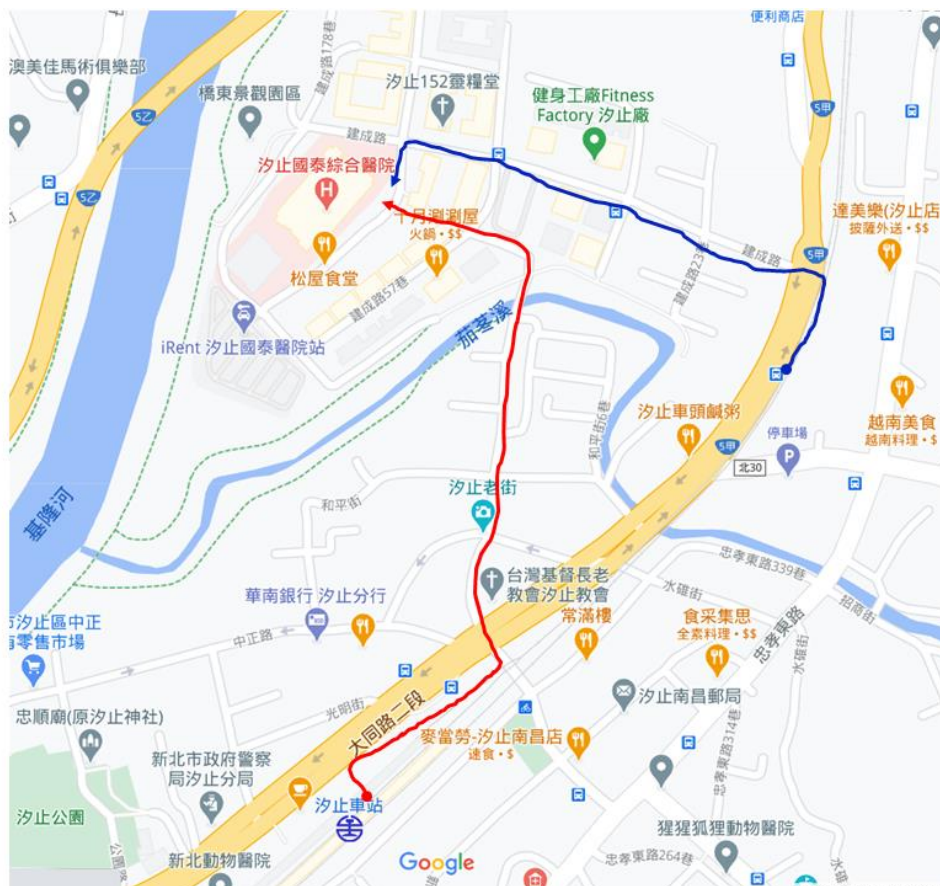 便利商店
澳美佳馬術俱樂部
5乙
橋東景觀園區
建成路178巷
汐止152靈糧堂
健身工廠Fitness
Factory 汐止廠
5甲
建成路
汐止國泰綜合醫院
H
十月涮涮屋
火鍋・$$
松屋食堂
5乙
達美樂(汐止店
披薩外送・$$
建成路
5甲
建成路57巷
茄苳溪
iRent 汐止國泰醫院站
和平街6巷
汐止車頭鹹粥
越南美食
越南料理・$
停車場
P
5甲
北30
汐止老街
和平街
基隆河
台灣基督長老
教會汐止教會
忠孝東路339巷
水碓街
招商街
華南銀行 汐止分行
中正路
常滿樓
食采集思
全素料理・$$
忠孝東路
水碓街
汐止區中正
有零售市場
光明街
大同路二段
汐止南昌郵局
忠順廟(原汐止神社)
新北市政府警察
局汐止分局
麥當勞-汐止南昌店
速食・$
忠孝東路314巷
汐止車站
汐止公園
猩猩狐狸動物醫院
新北動物醫院
Google
忠孝東路264巷
水碓